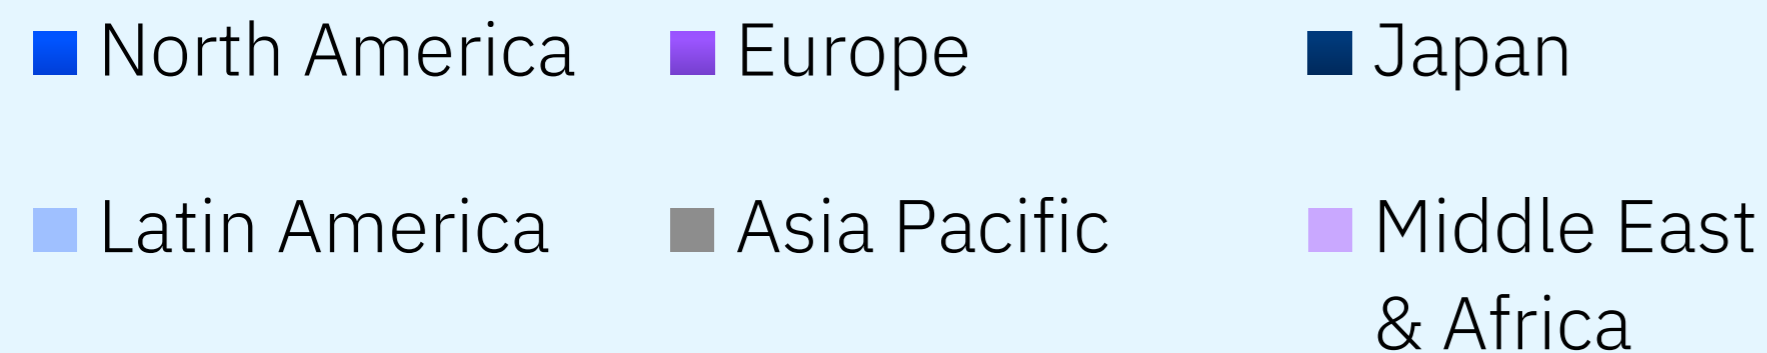 North America
Europe
Japan
Latin America
Asia Pacific
Middle East
& Africa